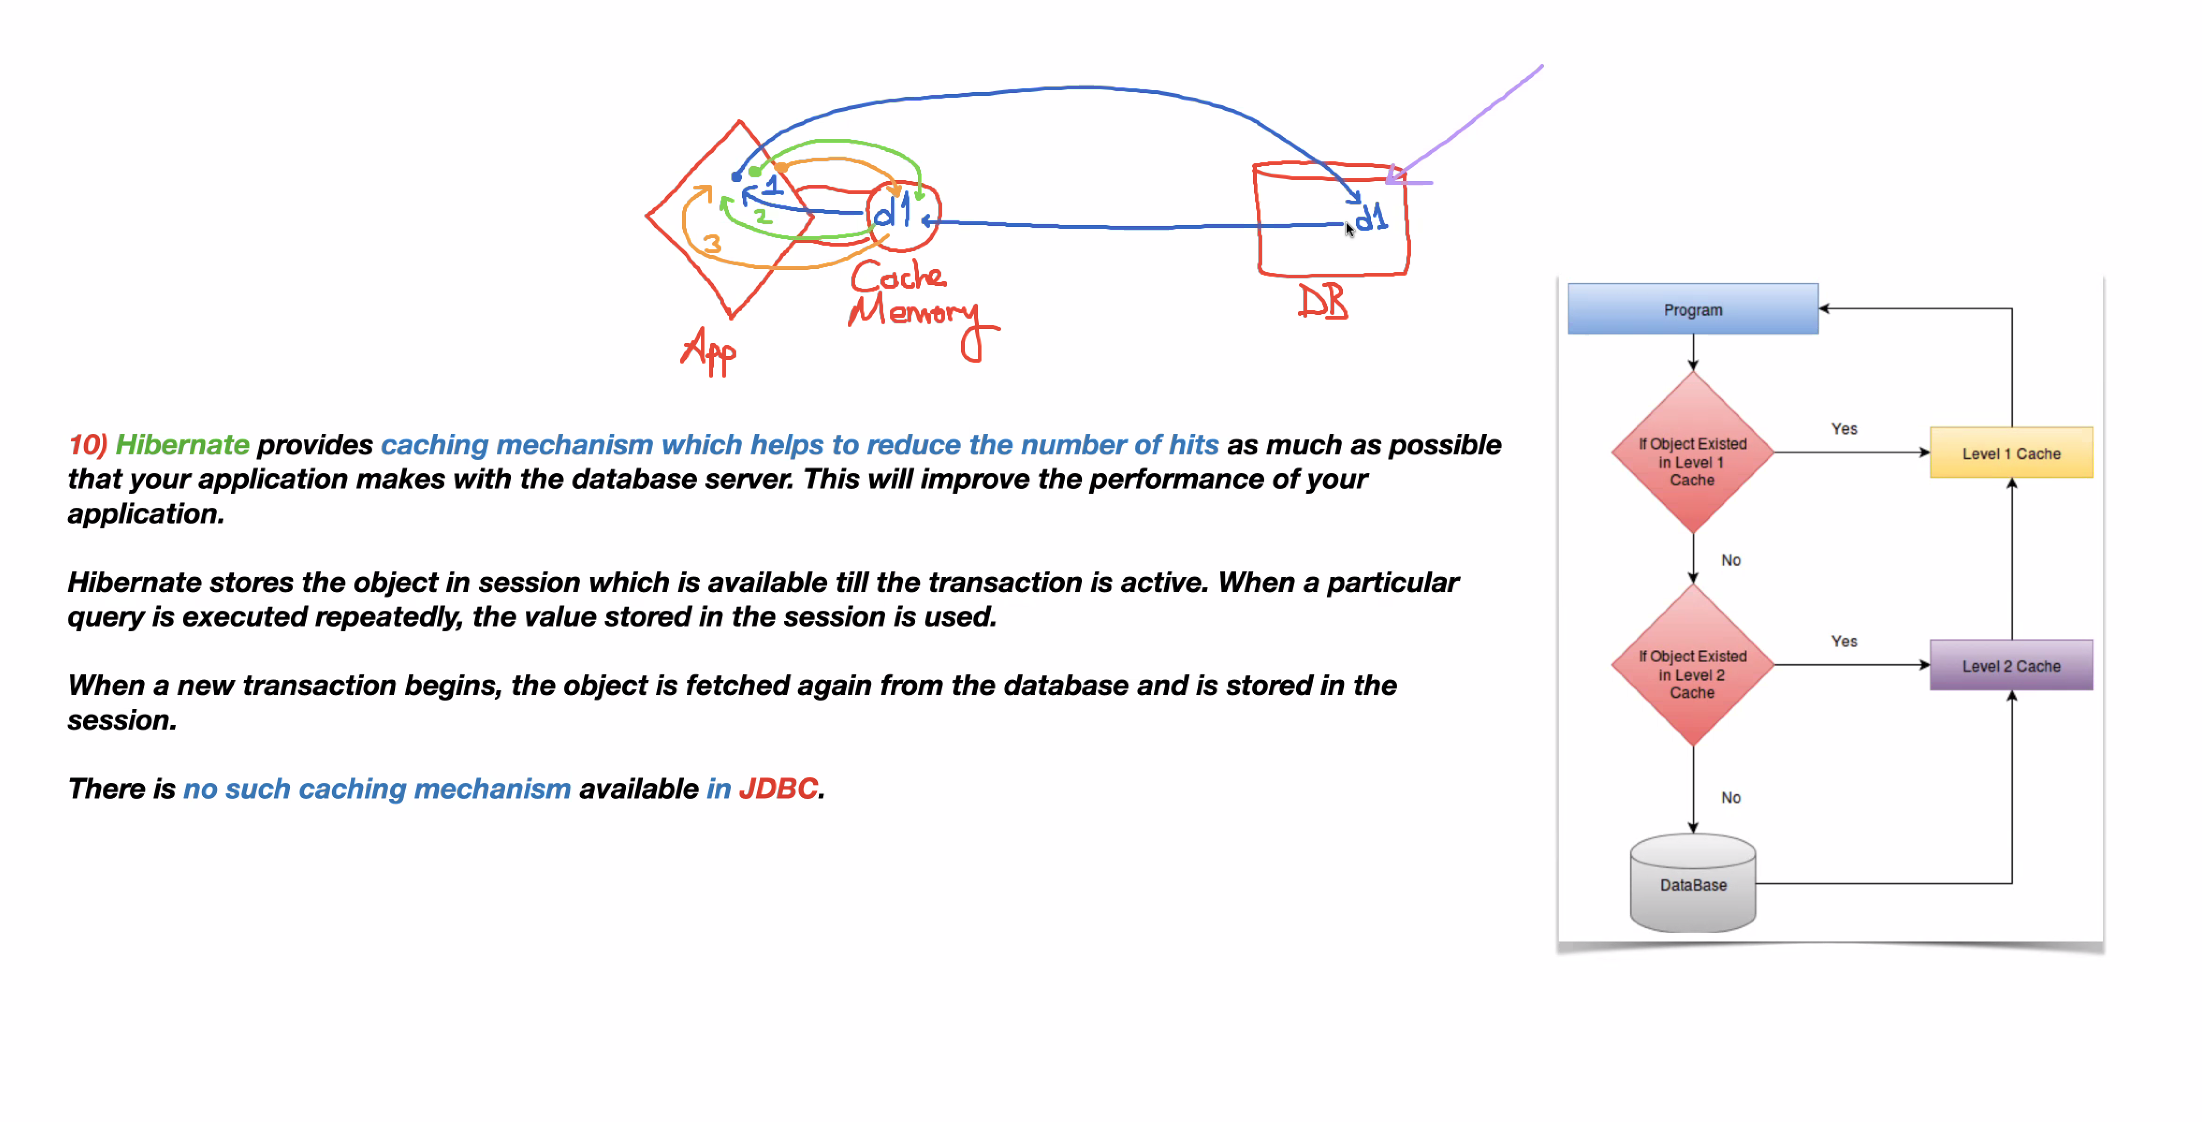 1
2
3
d1
d1
Cache
Memory
DB
App
10) Hibernate provides caching mechanism which helps to reduce the number of hits as much as possible
that your application makes with the database server. This will improve the performance of your
application.
Hibernate stores the object in session which is available till the transaction is active. When a particular
query is executed repeatedly, the value stored in the session is used.
When a new transaction begins, the object is fetched again from the database and is stored in the
session.
There is no such caching mechanism available in JDBC.
Program
If Object Existed
in Level 1
Cache
Yes
Level 1 Cache
No
If Object Existed
in Level 2
Cache
Yes
Level 2 Cache
No
DataBase